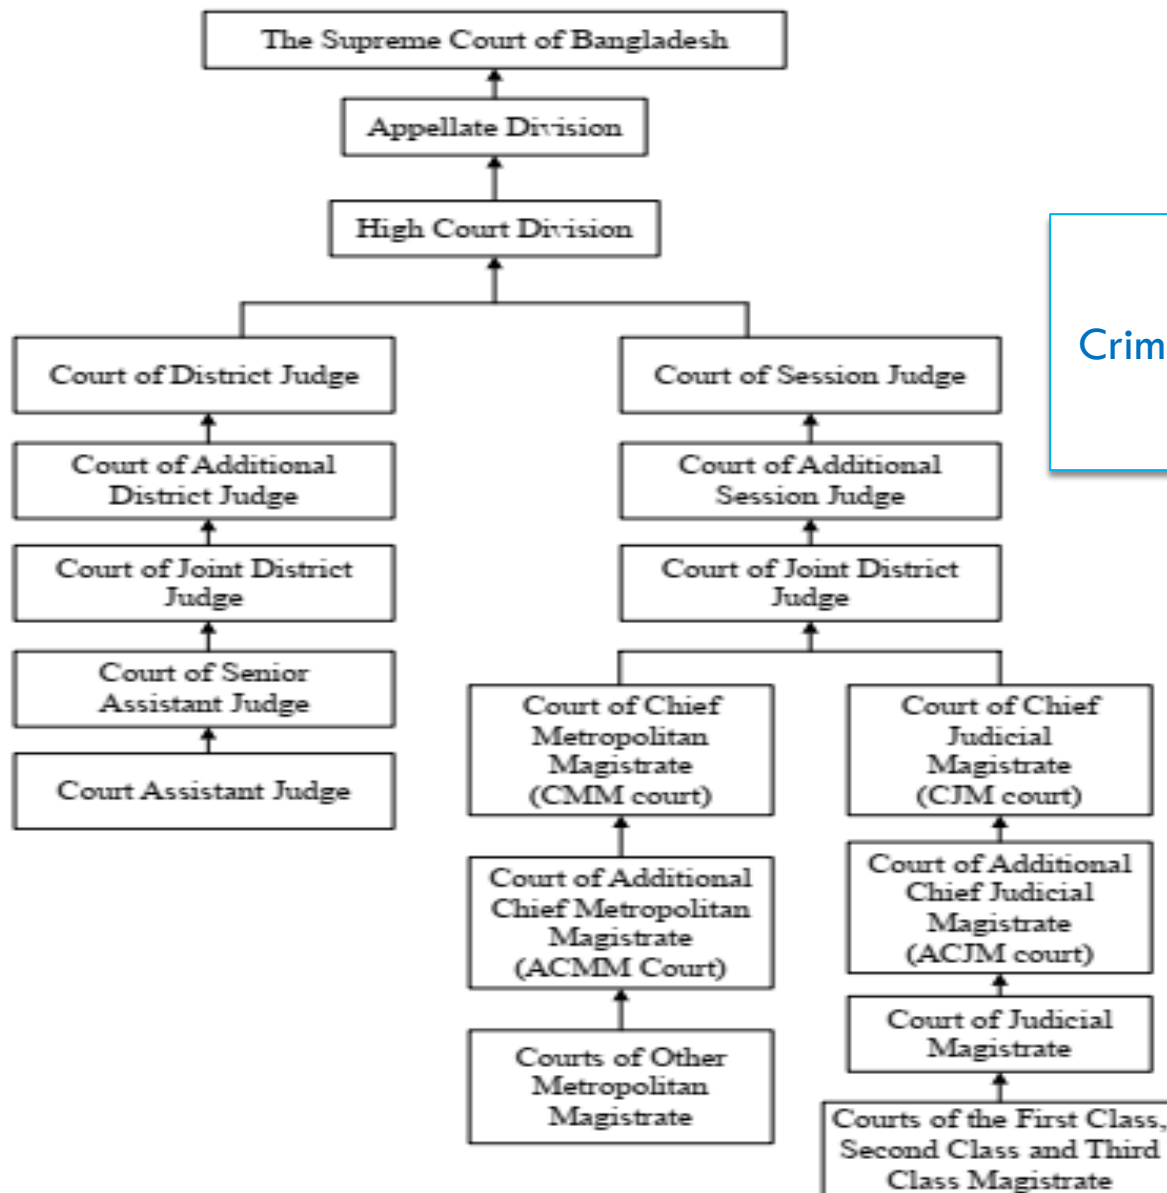 The Supreme Court of Bangladesh
Appellate Division
High Court Division
Crim
Court of District Judge
Court of Session Judge
Court of Additional
District Judge
Court of Additional
Session Judge
Court of Joint District
Judge
Court of Joint District
Judge
Court of Senior
Assistant Judge
Court Assistant Judge
Court of Chief
Metropolitan
Magistrate
(CMM court)
Court of Chief
Judicial
Magistrate
(CJM court)
Court of Additional
Chief Metropolitan
Magistrate
(ACMM Court)
Court of Additional
Chief Judicial
Magistrate
(ACJM court)
Courts of Other
Metropolitan
Magistrate
Court of Judicial
Magistrate
Courts of the First Class,
Second Class and Third
Class Magistrate